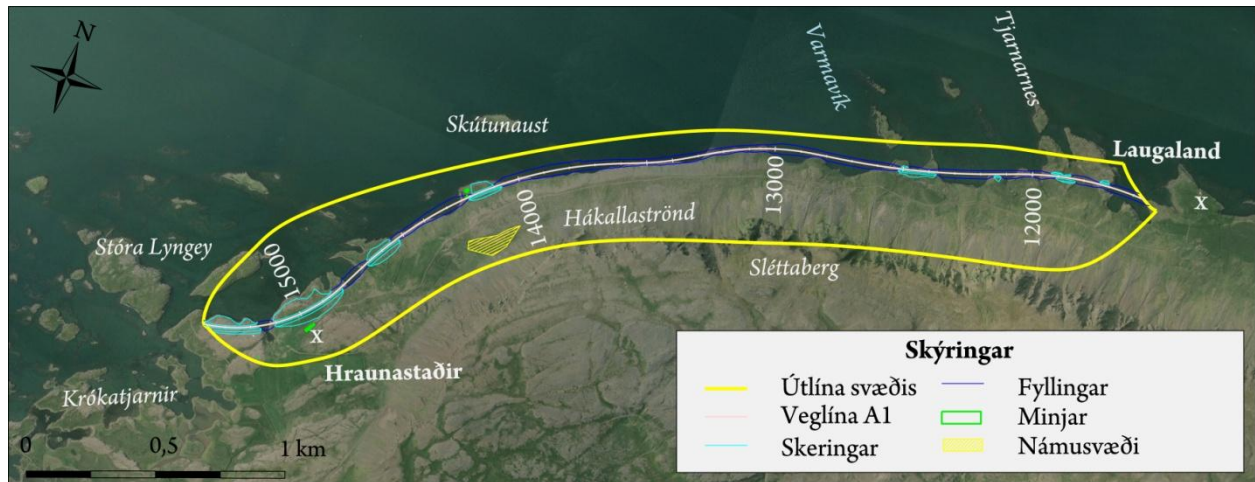 N
Varmavík
Tjarnarnes
Skútunaust
Laugaland
13000
12000
x
Hákallaströnd
14000
Stóra Lyngey
15000
Sléttaberg
x
Hraunastaðir
Krókatjarnir
0 0,5 1 km
Skýringar
Útlína svæðis
Fyllingar
Veglína A1
Minjar
Skeringar
Námusvæði